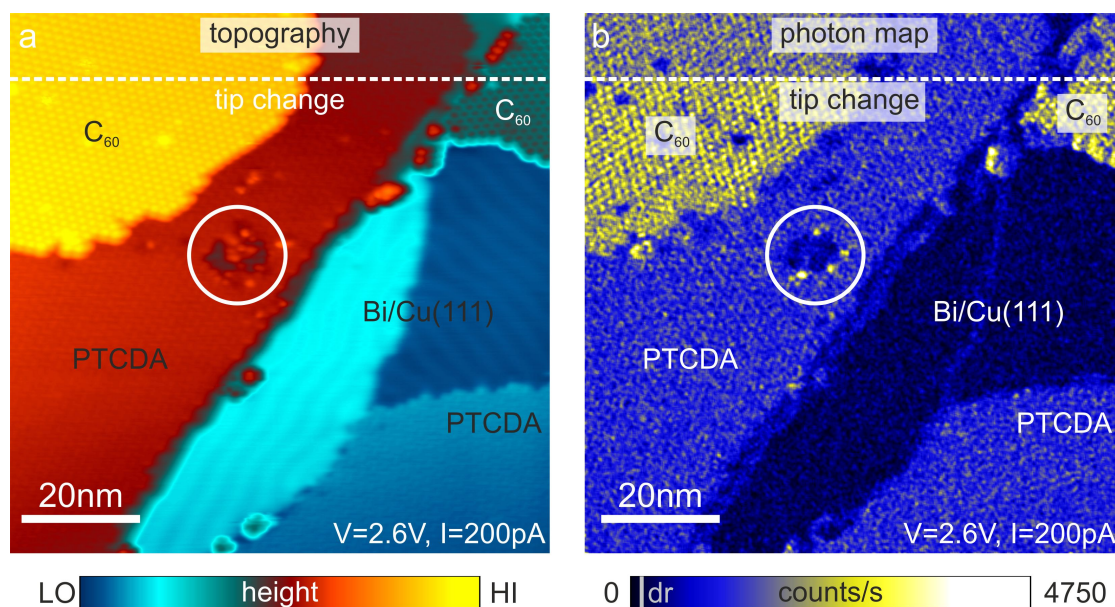 a
topography
tip change
C₆₀
C₆₀
Bi/Cu(111)
PTCDA
PTCDA
20nm
V=2.6V, I=200pA
LO height HI
b
photon map
tip change
C₆₀
C₆₀
Bi/Cu(111)
PTCDA
PTCDA
20nm
V=2.6V, I=200pA
0 dr counts/s 4750